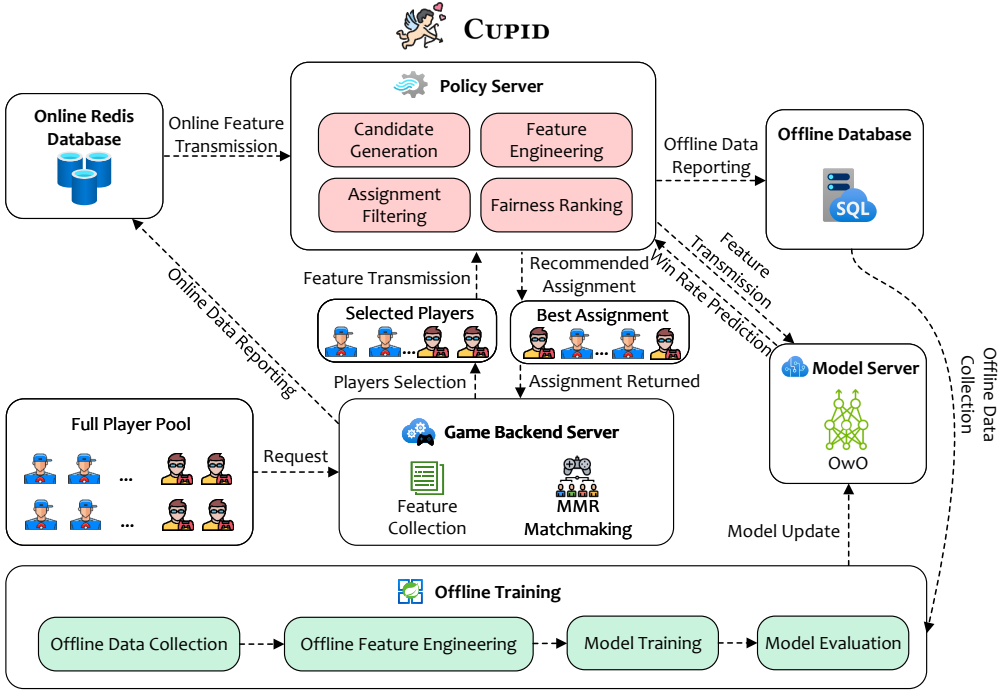 CUPID
Policy Server
Candidate
Generation
Feature
Engineering
Assignment
Filtering
Fairness Ranking
Online Redis
Database
Online Feature
Transmission
Offline Data
Reporting
Offline Database
SQL
Feature Transmission
Recommended
Assignment
Feature
Transmission
Win Rate Prediction
Online Data Reporting
Selected Players
...
Best Assignment
...
Players Selection
Assignment Returned
Model Server
OwO
Offline Data
Collection
Full Player Pool
...
...
Request
Game Backend Server
Feature
Collection
MMR
Matchmaking
Model Update
Offline Training
Offline Data Collection
Offline Feature Engineering
Model Training
Model Evaluation